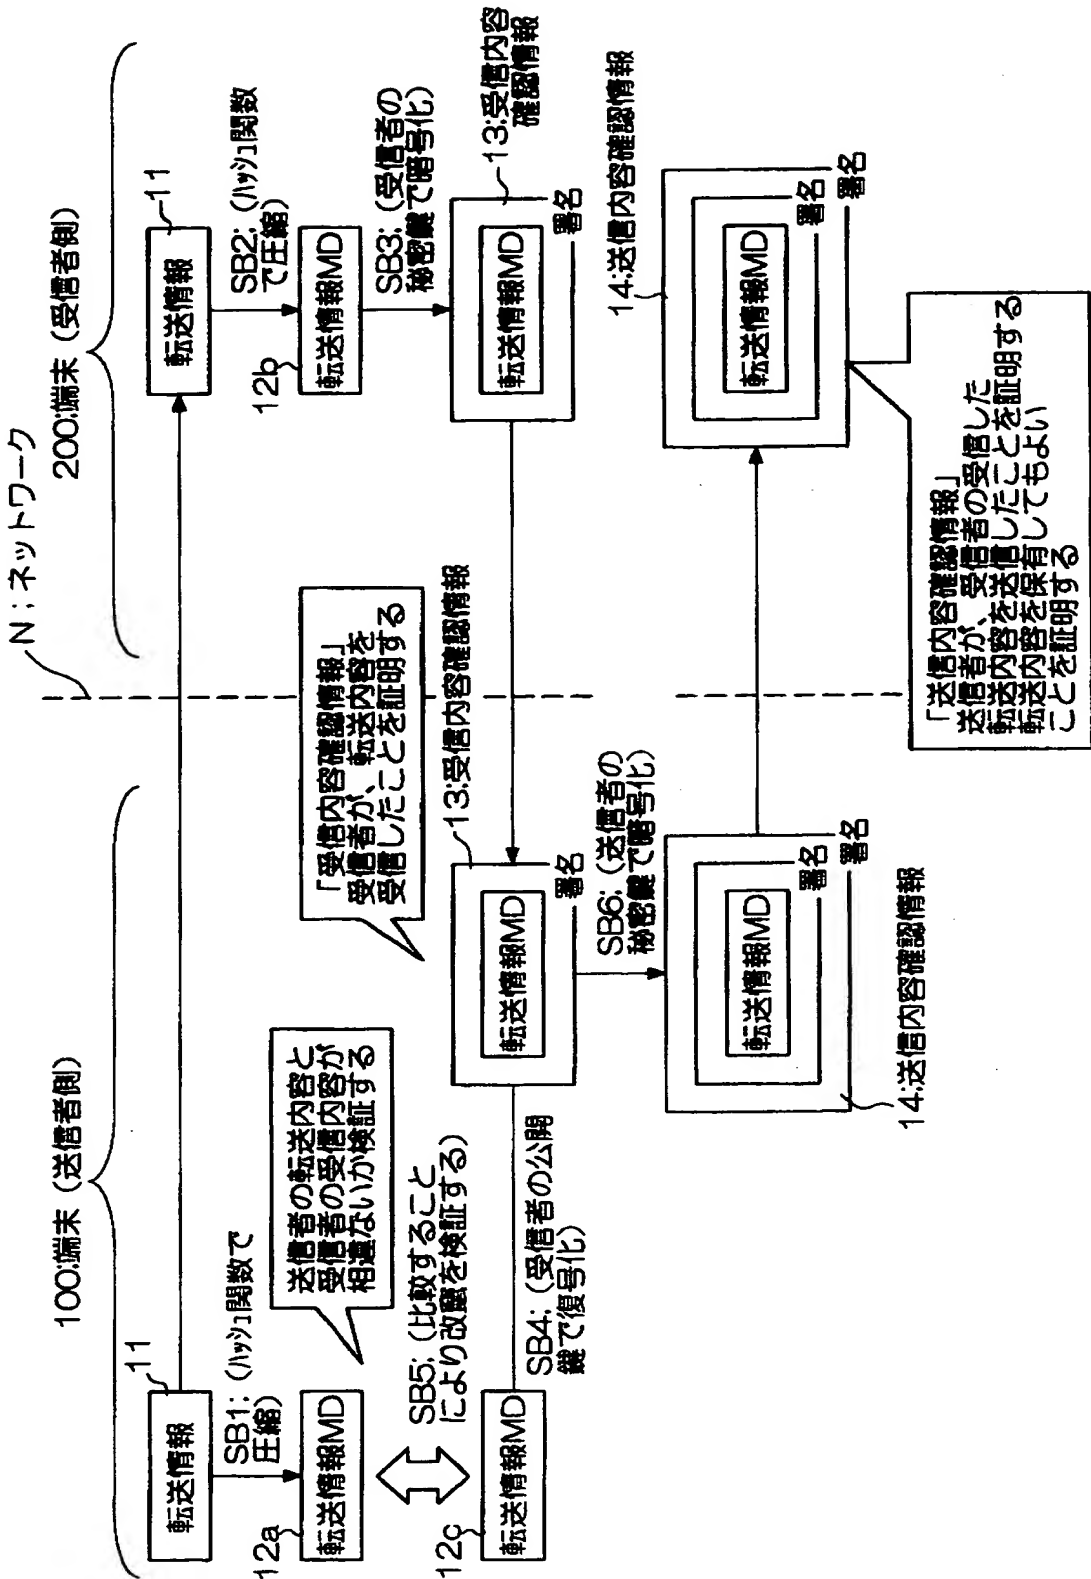 N;ネットワーク
100;端末 (送信者側)
200;端末 (受信者側)
11
転送情報
11
転送情報
SB1; (ハッシュ関数で
圧縮)
SB2; (ハッシュ関数
で圧縮)
12a
転送情報MD
送信者の転送内容と
受信者の受信内容が
相違ないか検証する
「受信内容確認情報」
受信者が、転送内容を
受信したことを証明する
12b
転送情報MD
SB3; (受信者の
秘密鍵で暗号化)
SB5; (比較すること
により改竄を検証する)
13;受信内容確認情報
13;受信内容
確認情報
12c
転送情報MD
SB4; (受信者の公開
鍵で復号化)
転送情報MD
署名
転送情報MD
署名
SB6; (送信者の
秘密鍵で暗号化)
14;送信内容確認情報
転送情報MD
署名
署名
14;送信内容確認情報
転送情報MD
署名
署名
「送信内容確認情報」
送信者が、受信者の受信した
転送内容を送信したことを証明する
転送内容を保有してもよい
ことを証明する